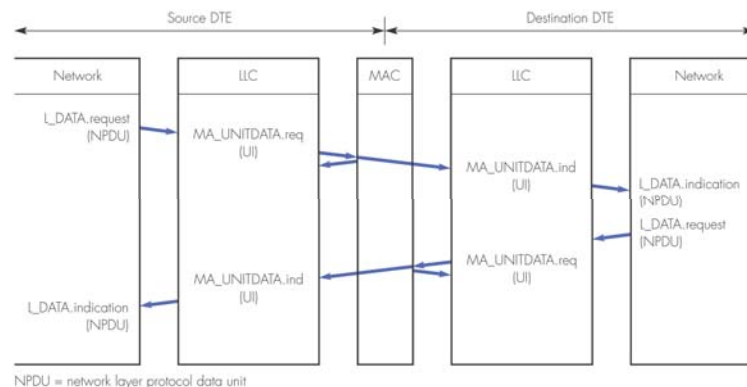 Source DTE
Destination DTE
Network
LLC
MAC
LLC
Network
L_DATA.request
(NPDU)
MA_UNITDATA.req
(UI)
MA_UNITDATA.ind
(UI)
L_DATA.indication
(NPDU)
L_DATA.request
(NPDU)
MA_UNITDATA.req
(UI)
MA_UNITDATA.ind
(UI)
L_DATA.indication
(NPDU)
NPDU = network layer protocol data unit